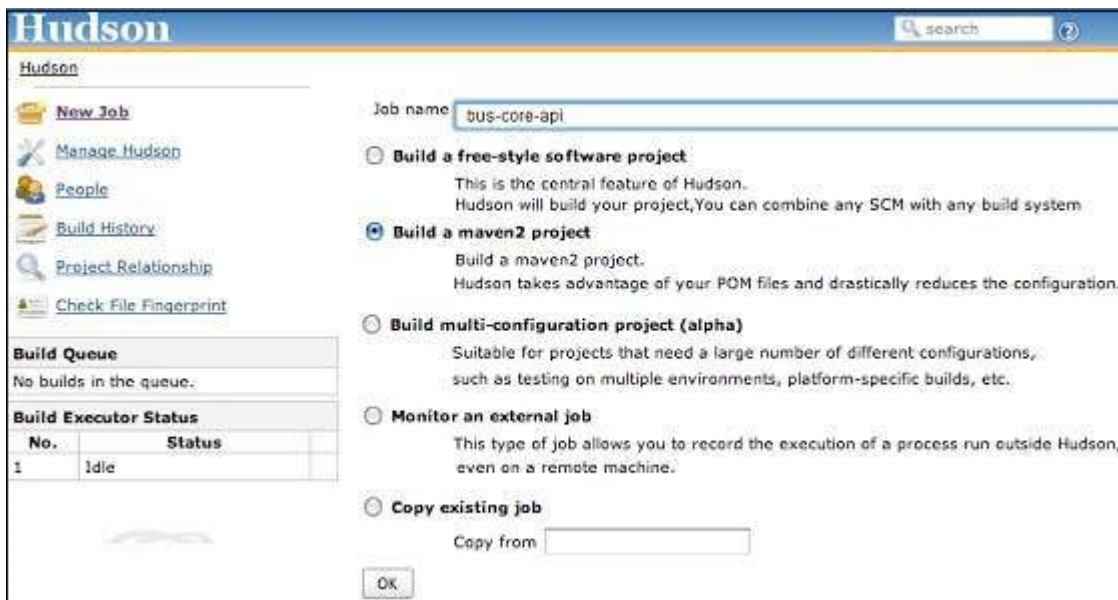 Hudson
search
Hudson
New Job
Manage Hudson
People
Build History
Project Relationship
Check File Fingerprint
Build Queue
No builds in the queue.
Build Executor Status
No. Status
1 Idle
Job name bus-core-api
Build a free-style software project
This is the central feature of Hudson.
Hudson will build your project,You can combine any SCM with any build system
Build a maven2 project
Build a maven2 project.
Hudson takes advantage of your POM files and drastically reduces the configuration.
Build multi-configuration project (alpha)
Suitable for projects that need a large number of different configurations,
such as testing on multiple environments, platform-specific builds, etc.
Monitor an external job
This type of job allows you to record the execution of a process run outside Hudson,
even on a remote machine.
Copy existing job
Copy from
OK